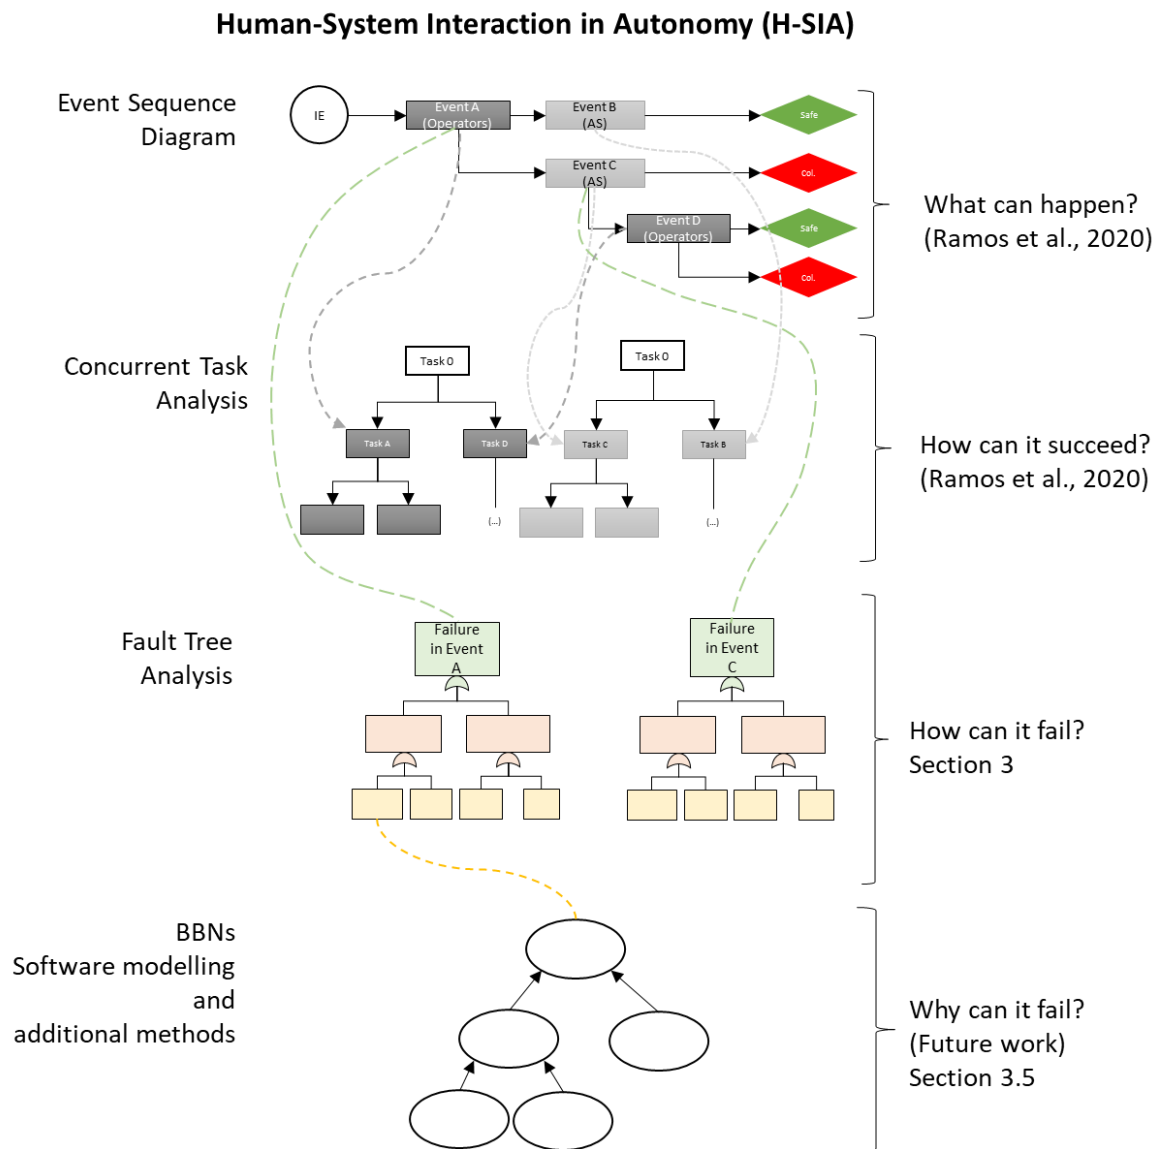 Human-System Interaction in Autonomy (H-SIA)
Event Sequence
Diagram
IE
Event A
(Operators)
Event B
(AS)
Safe
Event C
(AS)
Col.
Event D
(Operators)
Safe
Col.
What can happen?
(Ramos et al., 2020)
Concurrent Task
Analysis
Task 0
Task 0
Task A
Task D
Task C
Task B
(...)
(...)
How can it succeed?
(Ramos et al., 2020)
Fault Tree
Analysis
Failure
in Event
A
Failure
in Event
C
How can it fail?
Section 3
BBNs
Software modelling
and
additional methods
Why can it fail?
(Future work)
Section 3.5